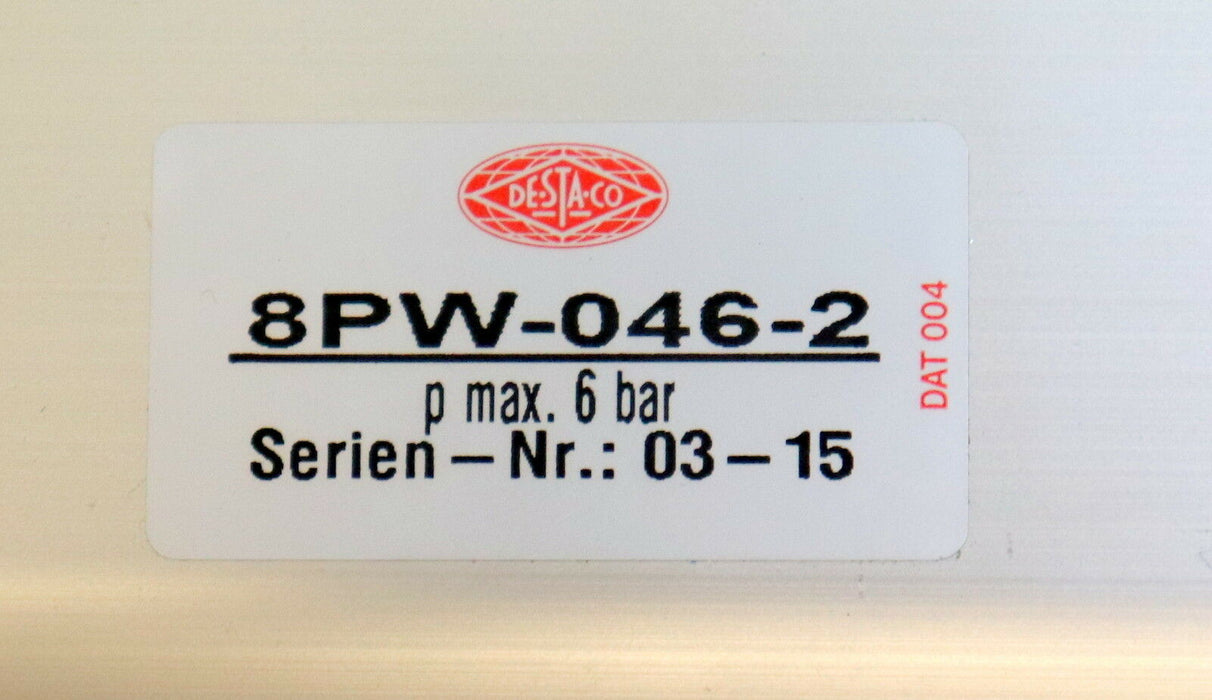 DE-STA-CO
8PW-046-2
p max. 6 bar
Serien – Nr.: 03 – 15
DAT 004